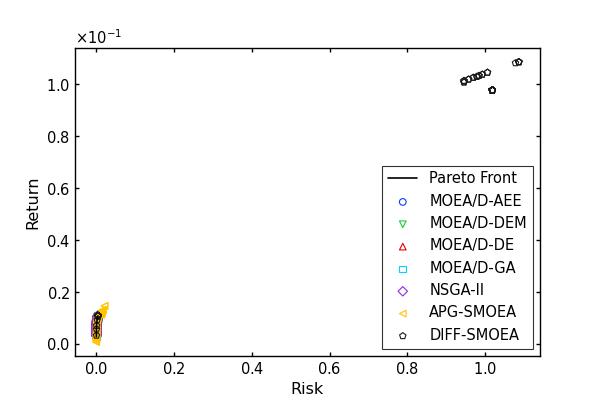 ×10⁻¹
1.0
0.8
0.6
0.4
0.2
0.0
Return
0.0 0.2 0.4 0.6 0.8 1.0
Risk
Pareto Front
MOEA/D-AEE
MOEA/D-DEM
MOEA/D-DE
MOEA/D-GA
NSGA-II
APG-SMOEA
DIFF-SMOEA